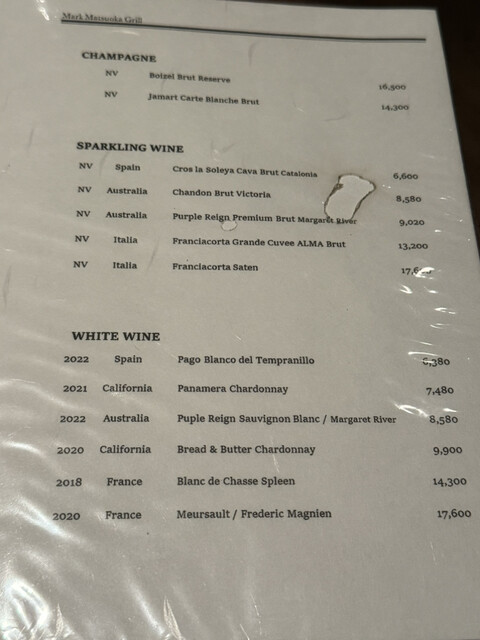 Mark Matsuoka Grill
CHAMPAGNE
NV Boizel Brut Reserve 16,500
NV Jamart Carte Blanche Brut 14,300
SPARKLING WINE
NV Spain Cros la Soleya Cava Brut Catalonia 6,600
NV Australia Chandon Brut Victoria 8,580
NV Australia Purple Reign Premium Brut Margaret River 9,020
NV Italia Franciacorta Grande Cuvee ALMA Brut 13,200
NV Italia Franciacorta Saten
WHITE WINE
2022 Spain Pago Blanco del Tempranillo 6,380
2021 California Panamera Chardonnay 7,480
2022 Australia Puple Reign Sauvignon Blanc / Margaret River 8,580
2020 California Bread & Butter Chardonnay 9,900
2018 France Blanc de Chasse Spleen 14,300
2020 France Meursault / Frederic Magnien 17,600